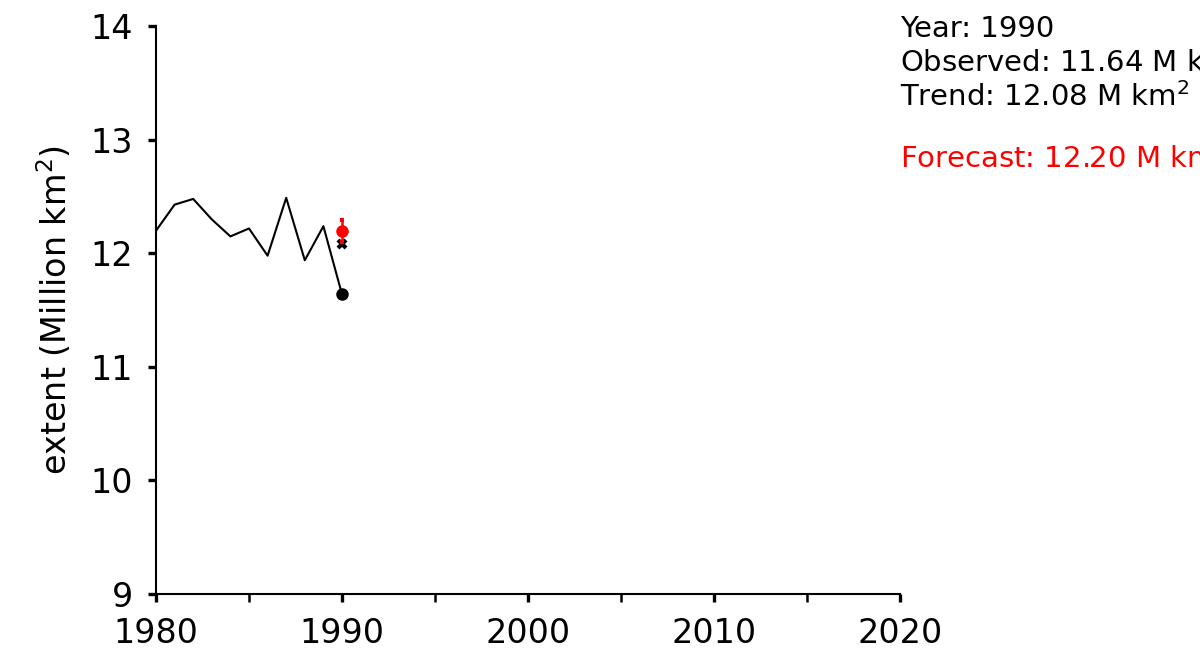 Year: 1990
Observed: 11.64 M
Trend: 12.08 M km²
Forecast: 12.20 M
extent (Million km²)
14
13
12
11
10
9
1980 1990 2000 2010 2020